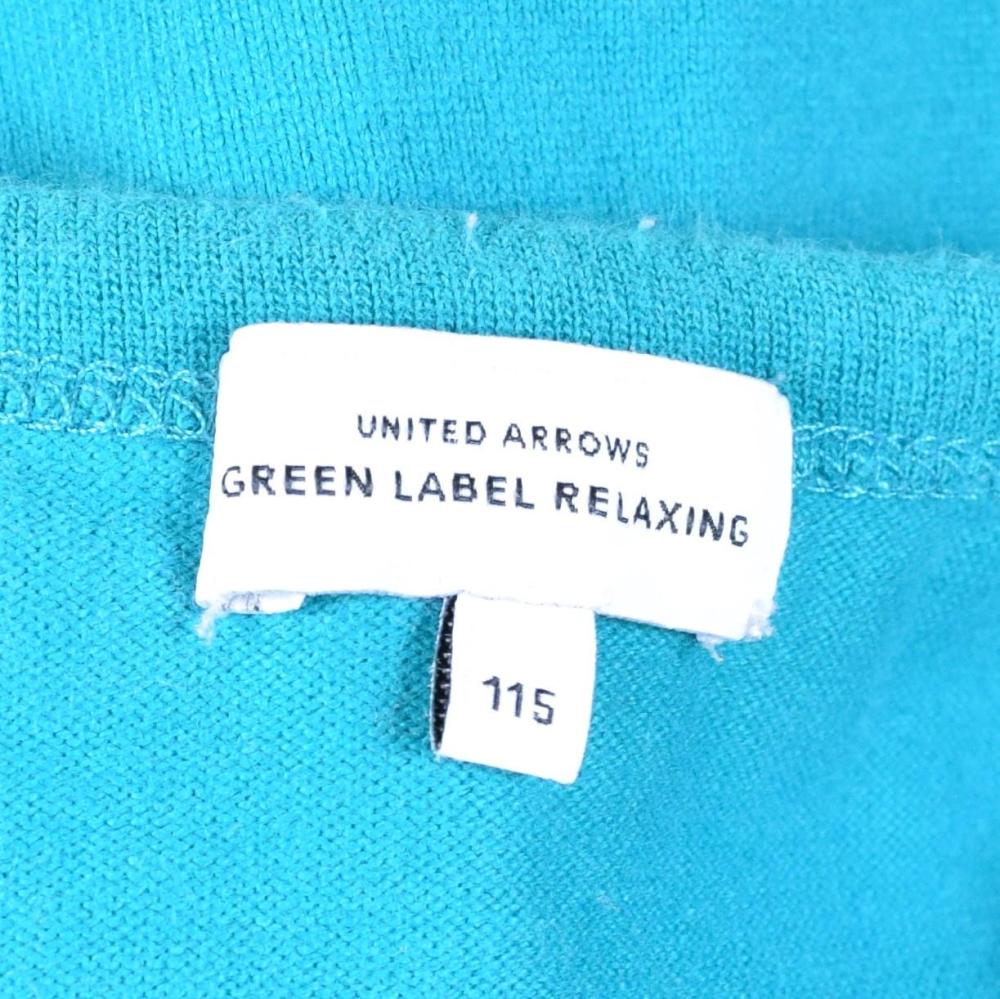 UNITED ARROWS
GREEN LABEL RELAXING
115